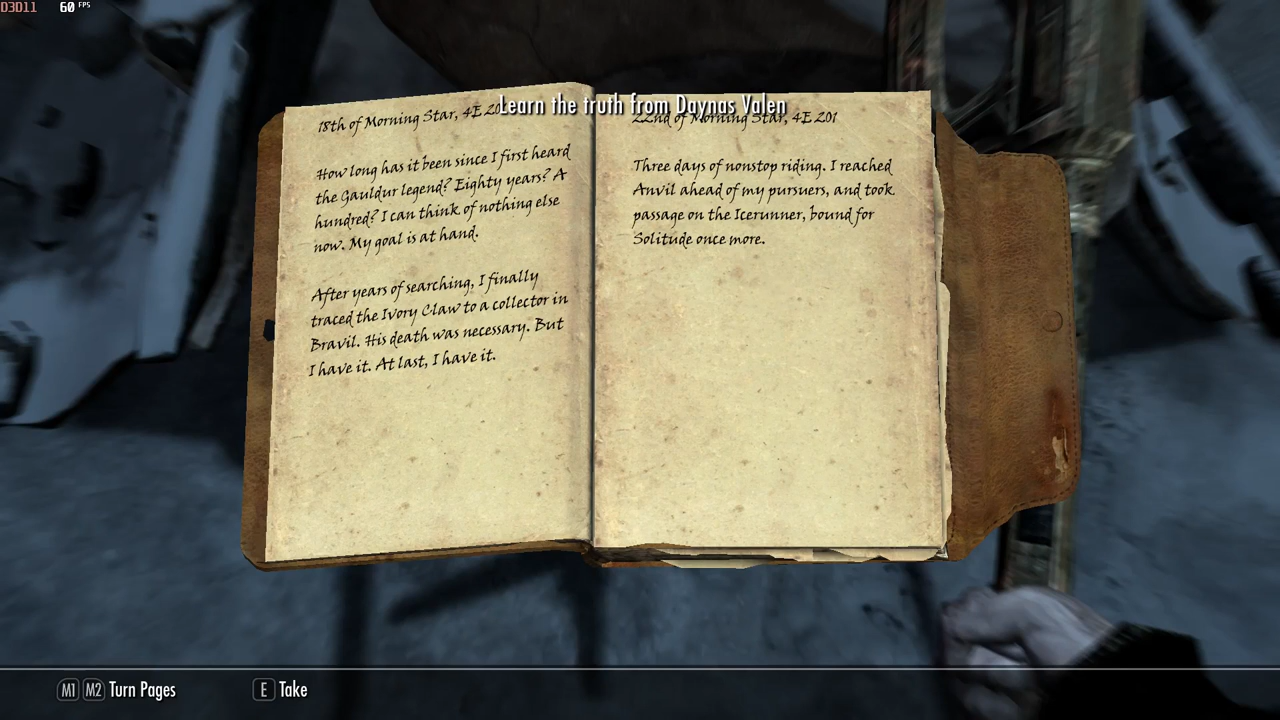 D3D11 60 FPS
Learn the truth from Daynas Valen
18th of Morning Star, 4E 20
How long has it been since I first heard
the Gauldur legend? Eighty years? A
hundred? I can think of nothing else
now. My goal is at hand.
After years of searching, I finally
traced the Ivory Claw to a collector in
Bravil. His death was necessary. But
I have it. At last, I have it.
22nd of Morning Star, 4E 201
Three days of nonstop riding. I reached
Anvil ahead of my pursuers, and took
passage on the Icerunner, bound for
Solitude once more.
M1 M2 Turn Pages
E Take